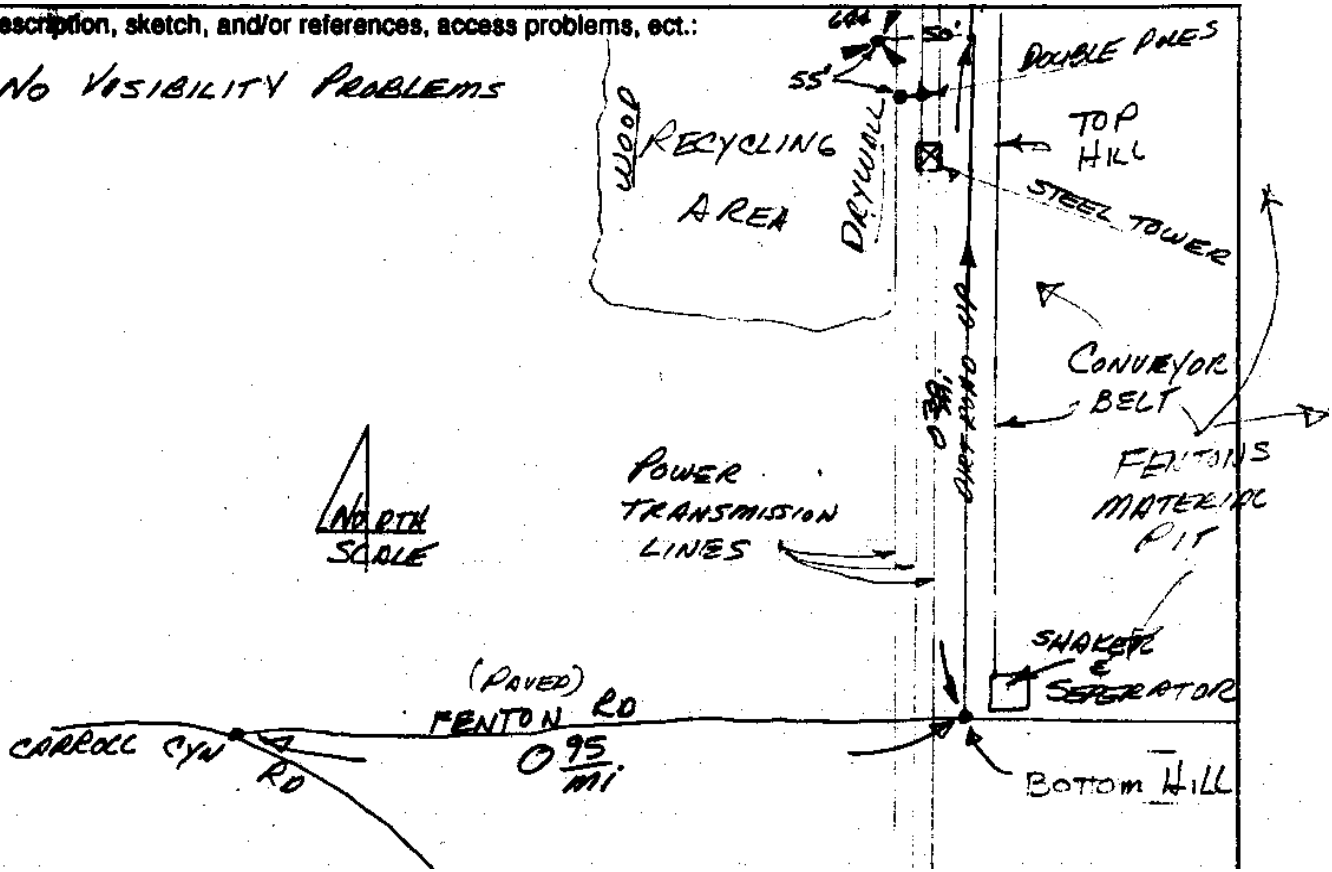 escription, sketch, and/or references, access problems, ect.:
NO VISIBILITY PROBLEMS
50'
55'
DOUBLE POLES
WOOD
RECYCLING
AREA
DRYWALL
TOP
HILL
STEEL TOWER
DIRT ROAD UP
CONVEYOR
BELT
FENTONS
MATERIAL
PIT
POWER
TRANSMISSION
LINES
NORTH
SCALE
SHAKER
&
SEPERATOR
(PAVED)
FENTON RD
0 95
mi
CARROLL CYN
RD
BOTTOM HILL